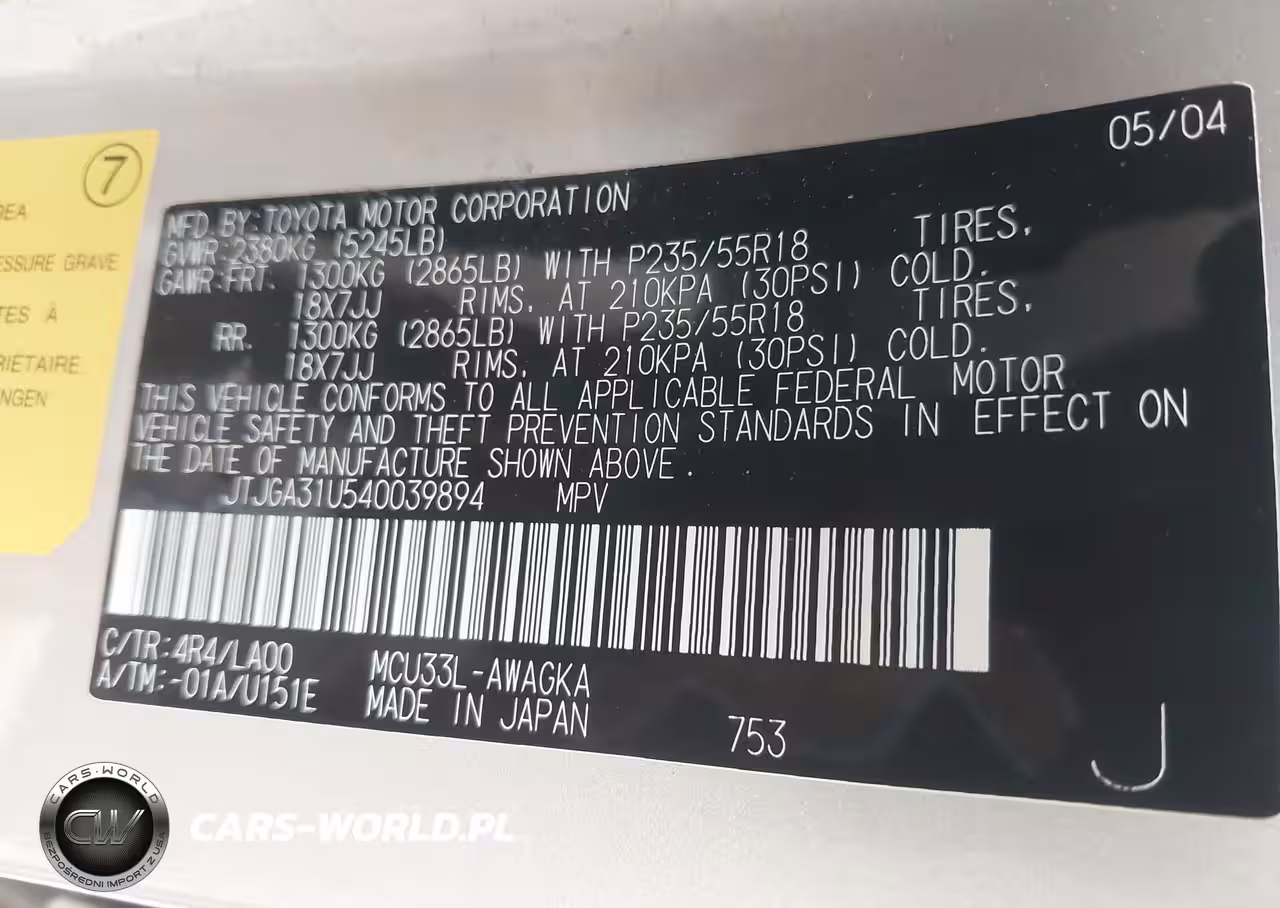 05/04
MFD. BY: TOYOTA MOTOR CORPORATION
GVWR: 2380KG (5245LB)
GAWR: FRT. 1300KG (2865LB) WITH P235/55R18 TIRES,
18X7JJ RIMS, AT 210KPA (30PSI) COLD.
RR. 1300KG (2865LB) WITH P235/55R18 TIRES,
18X7JJ RIMS, AT 210KPA (30PSI) COLD.
THIS VEHICLE CONFORMS TO ALL APPLICABLE FEDERAL MOTOR
VEHICLE SAFETY AND THEFT PREVENTION STANDARDS IN EFFECT ON
THE DATE OF MANUFACTURE SHOWN ABOVE.
JTJGA31U540039894 MPV
C/TR: 4R4/LA00 MCU33L-AWAGKA
A/TM: -01A/U151E MADE IN JAPAN
753
J
7
ESSURE GRAVE
À
CARS-WORLD
CW
BEZPOŚREDNI IMPORT Z USA
CARS-WORLD.PL